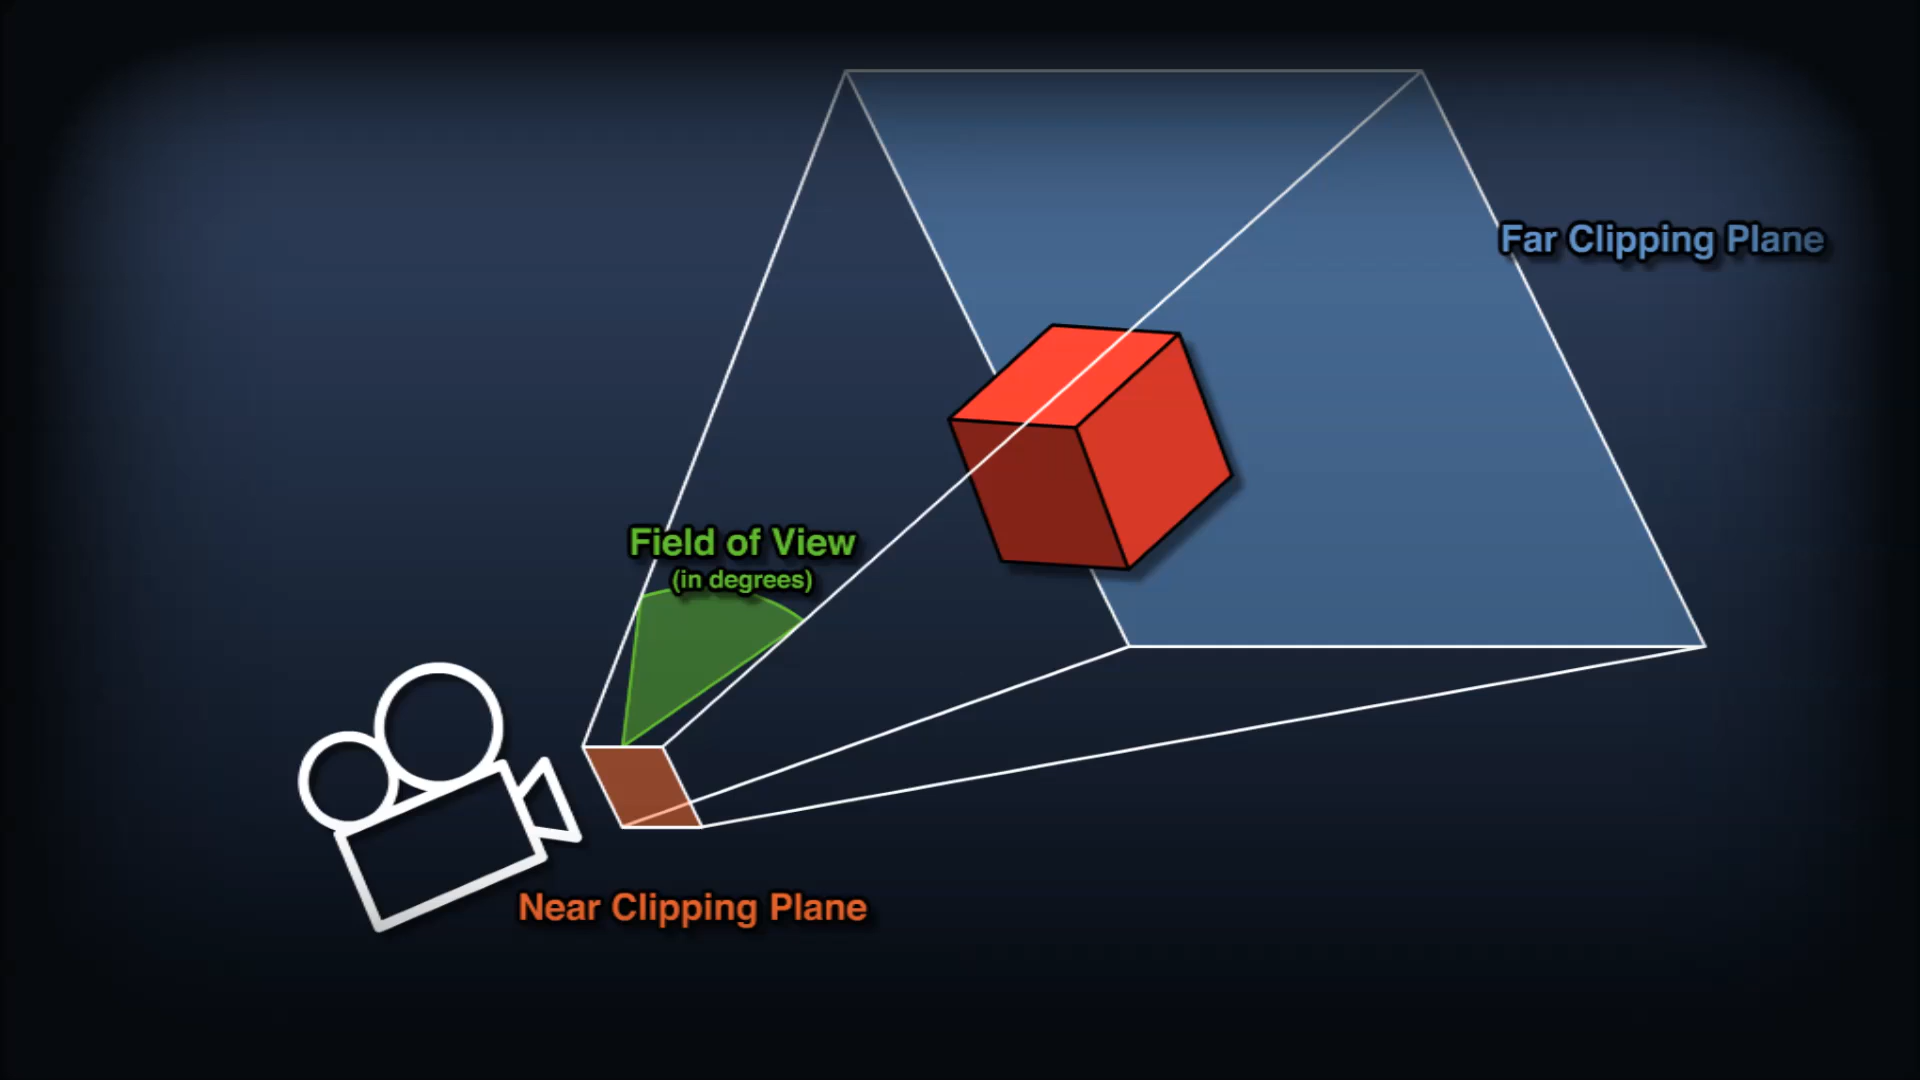 Far Clipping Plane
Field of View
(in degrees)
Near Clipping Plane